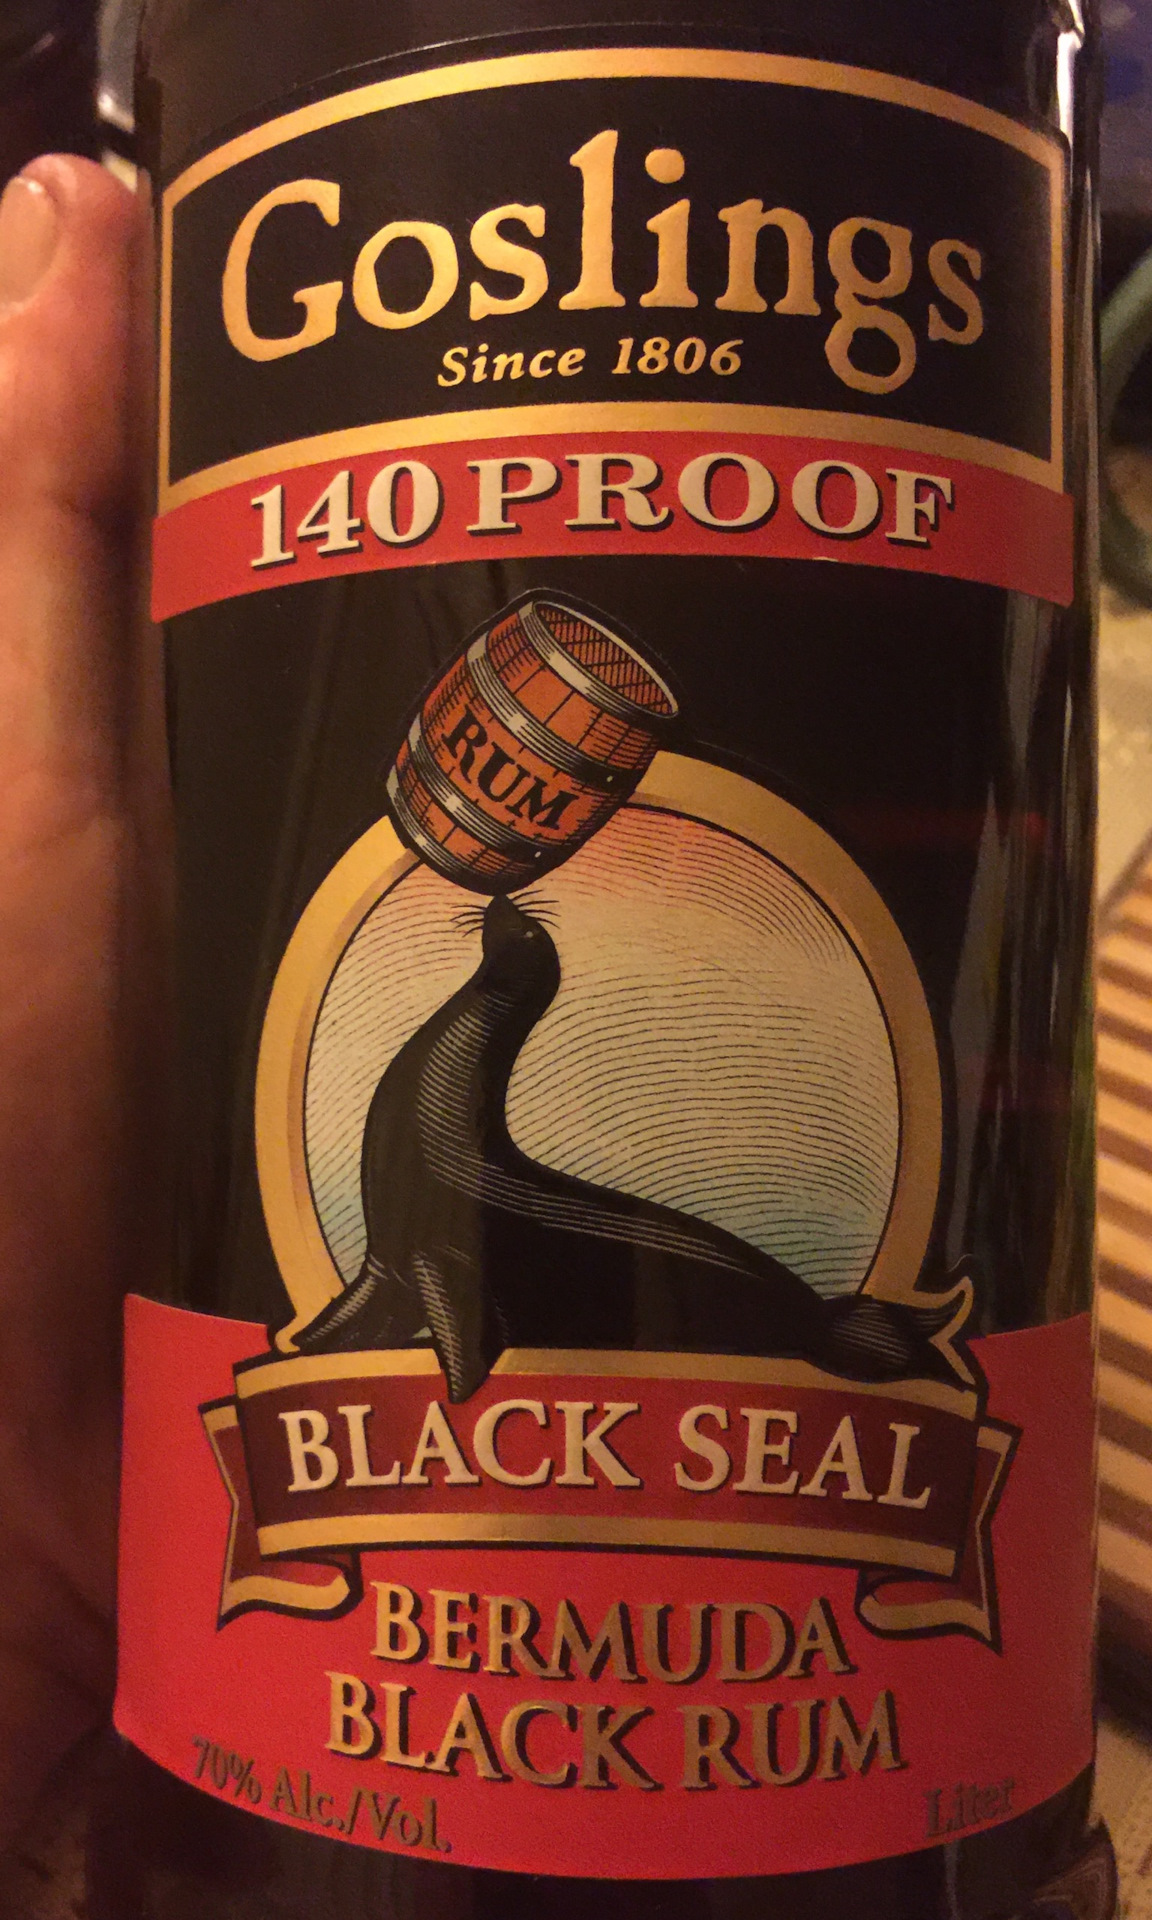 Goslings
Since 1806
140 PROOF
RUM
BLACK SEAL
BERMUDA
BLACK RUM
70% Alc./Vol.
Liter